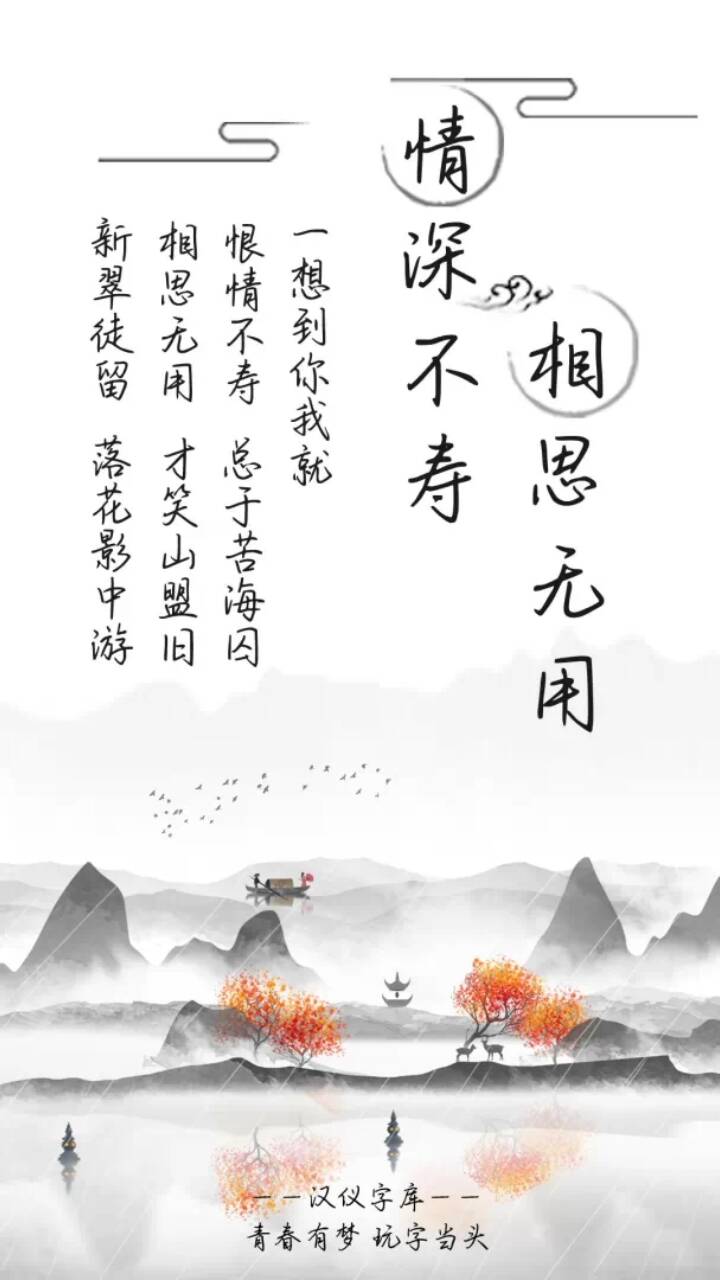 情深不寿
相思无用
一想到你我就
恨情不寿 总于苦海囚
相思无用 才笑山盟旧
新翠徒留 落花影中游
——汉仪字库——
青春有梦 玩字当头